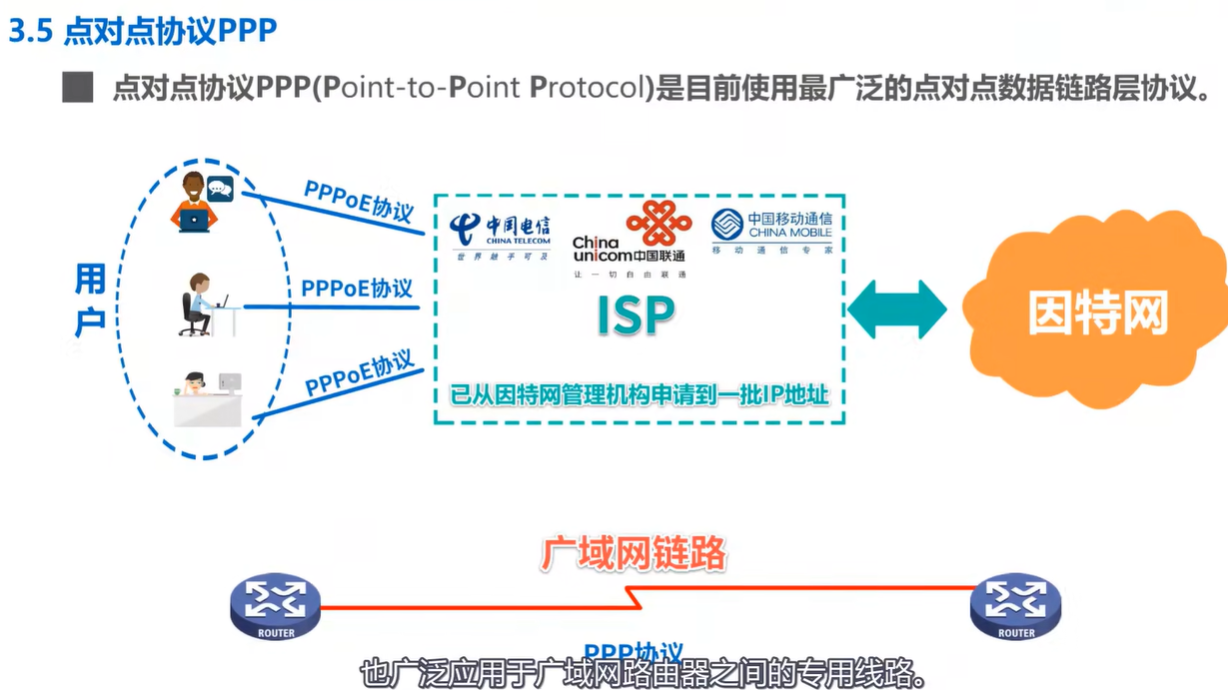 3.5 点对点协议PPP
点对点协议PPP(Point-to-Point Protocol)是目前使用最广泛的点对点数据链路层协议。
用户
PPPoE协议
PPPoE协议
PPPoE协议
中国电信
CHINA TELECOM
世界触手可及
China
unicom中国联通
让一切自由联通
中国移动通信
CHINA MOBILE
移动通信专家
ISP
已从因特网管理机构申请到一批IP地址
因特网
广域网链路
ROUTER
ROUTER
PPP协议
也广泛应用于广域网路由器之间的专用线路。